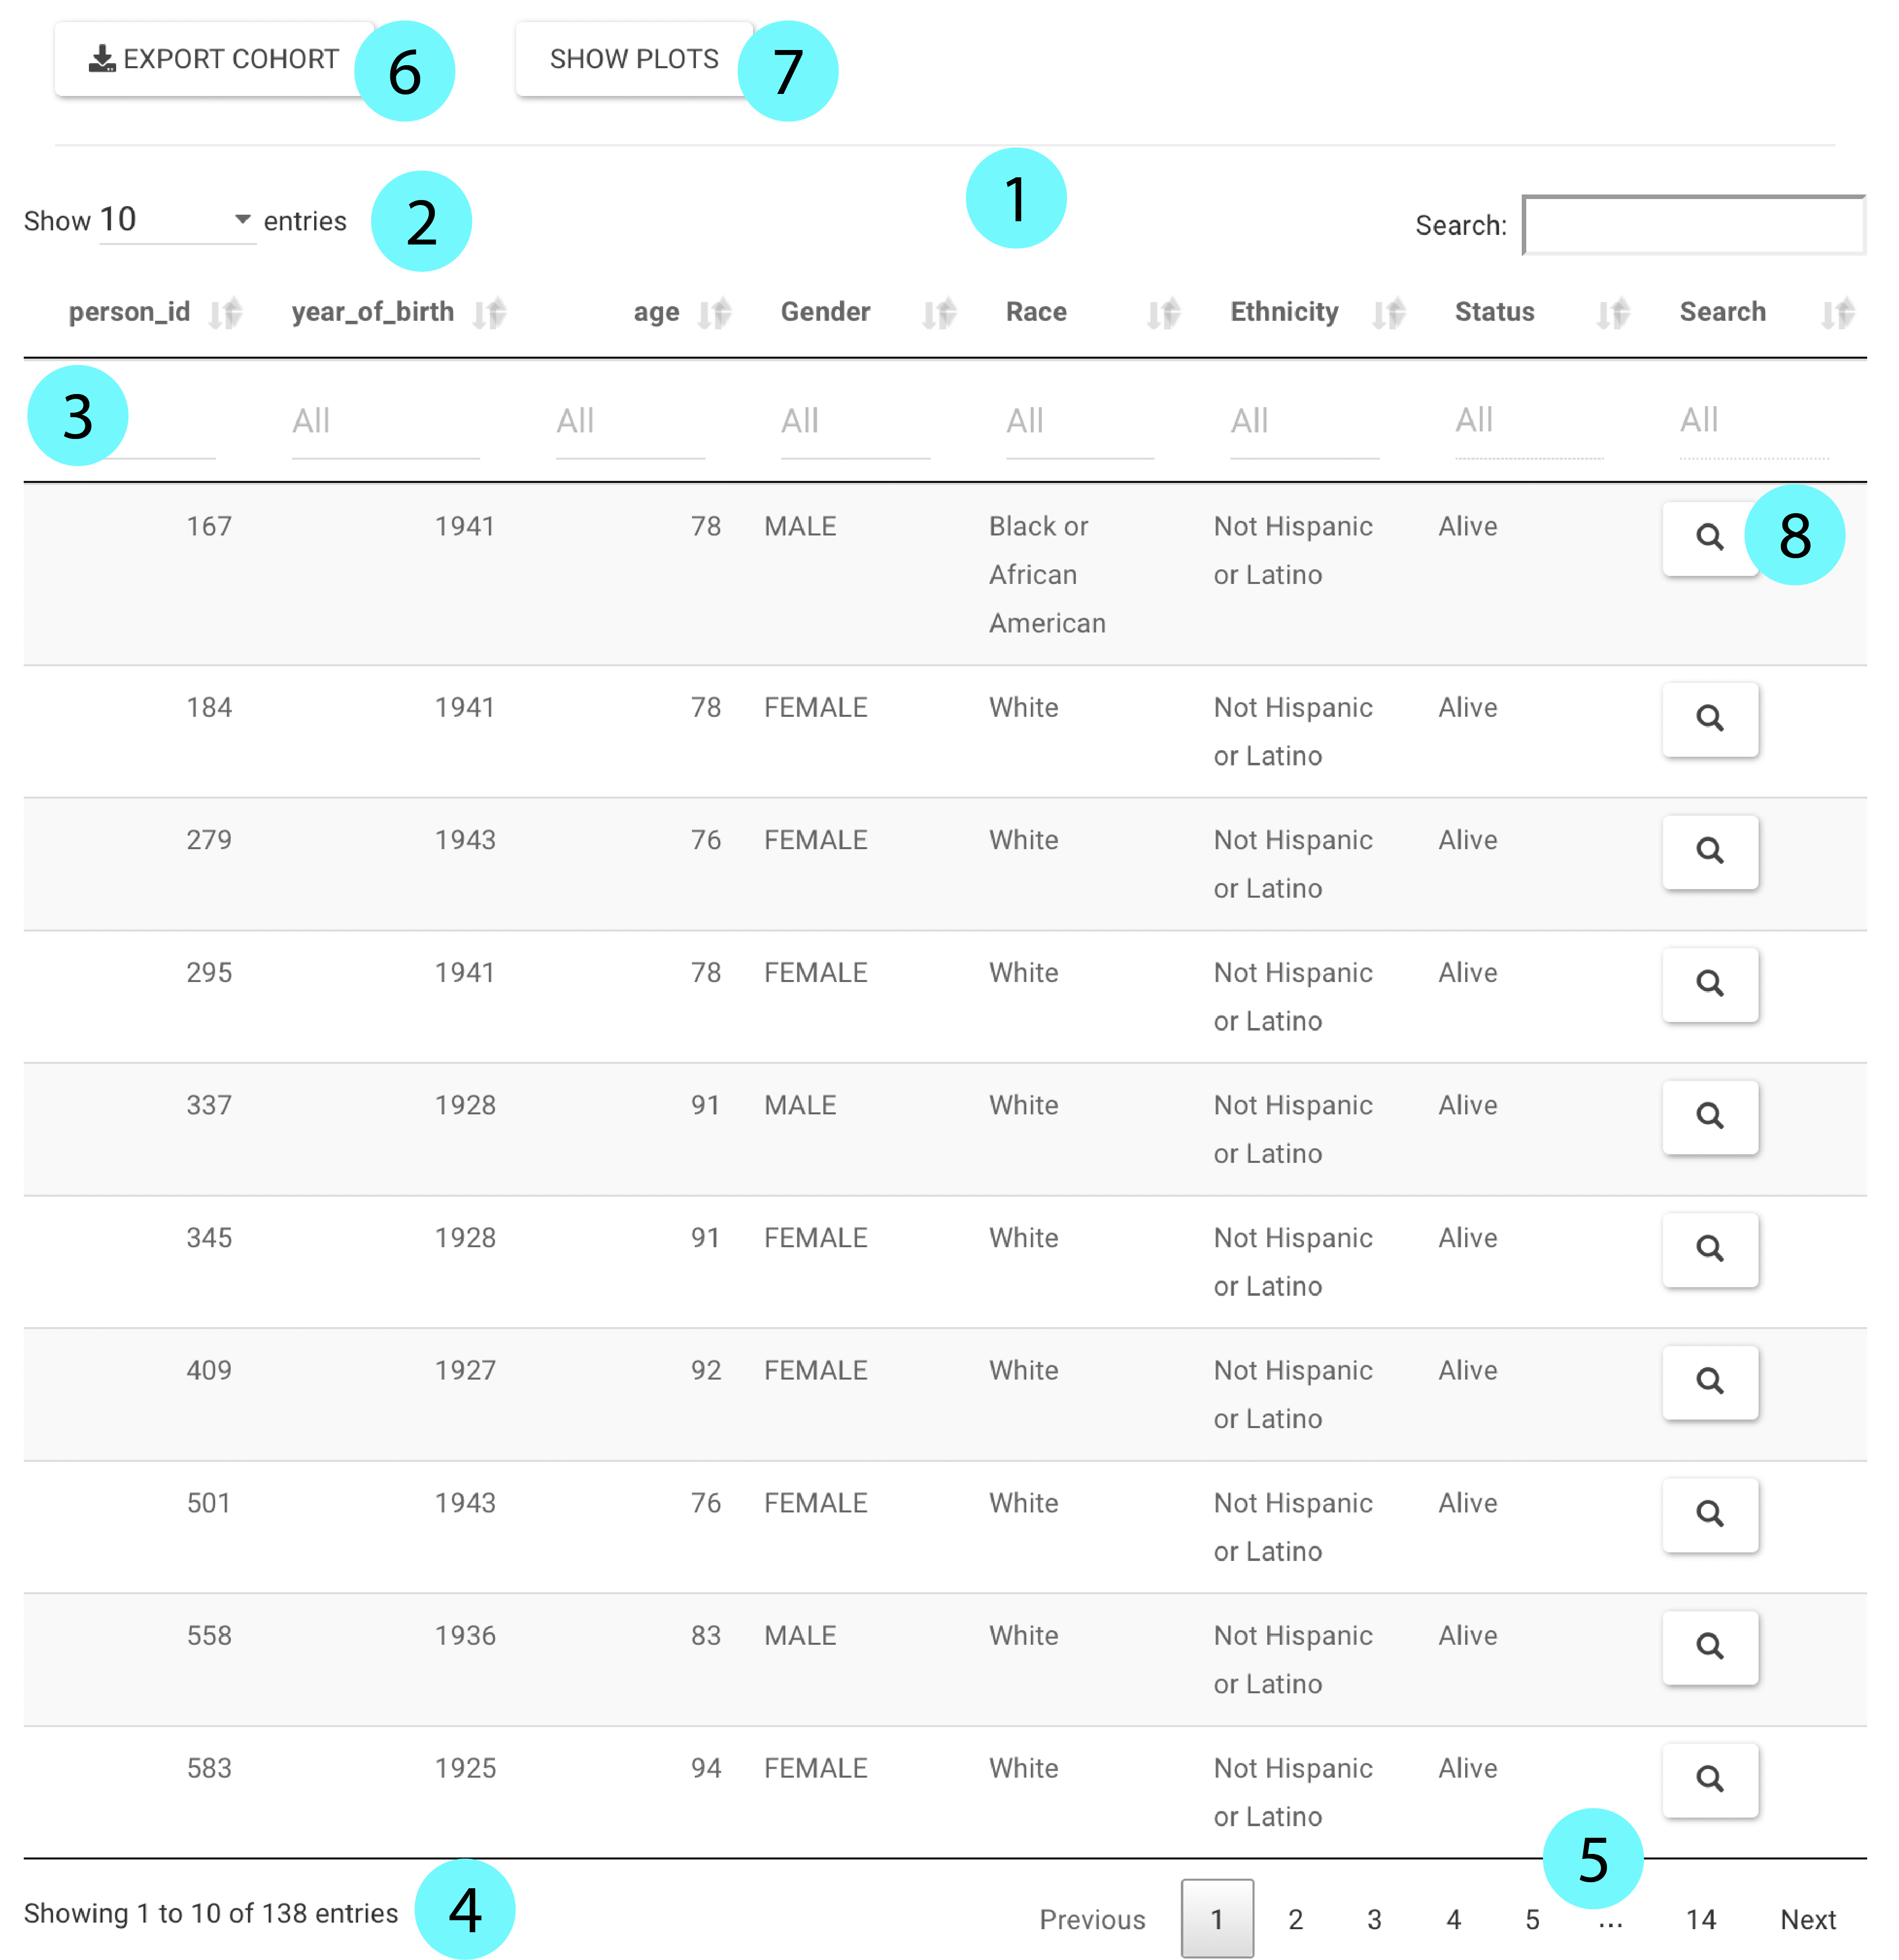 EXPORT COHORT 6 SHOW PLOTS 7
1
Show 10 entries 2 Search:
person_id year_of_birth age Gender Race Ethnicity Status Search
3 All All All All All All All
167 1941 78 MALE Black or Not Hispanic Alive 8
African or Latino
American
184 1941 78 FEMALE White Not Hispanic Alive
or Latino
279 1943 76 FEMALE White Not Hispanic Alive
or Latino
295 1941 78 FEMALE White Not Hispanic Alive
or Latino
337 1928 91 MALE White Not Hispanic Alive
or Latino
345 1928 91 FEMALE White Not Hispanic Alive
or Latino
409 1927 92 FEMALE White Not Hispanic Alive
or Latino
501 1943 76 FEMALE White Not Hispanic Alive
or Latino
558 1936 83 MALE White Not Hispanic Alive
or Latino
583 1925 94 FEMALE White Not Hispanic Alive
or Latino
5
Showing 1 to 10 of 138 entries 4 Previous 1 2 3 4 5 ... 14 Next